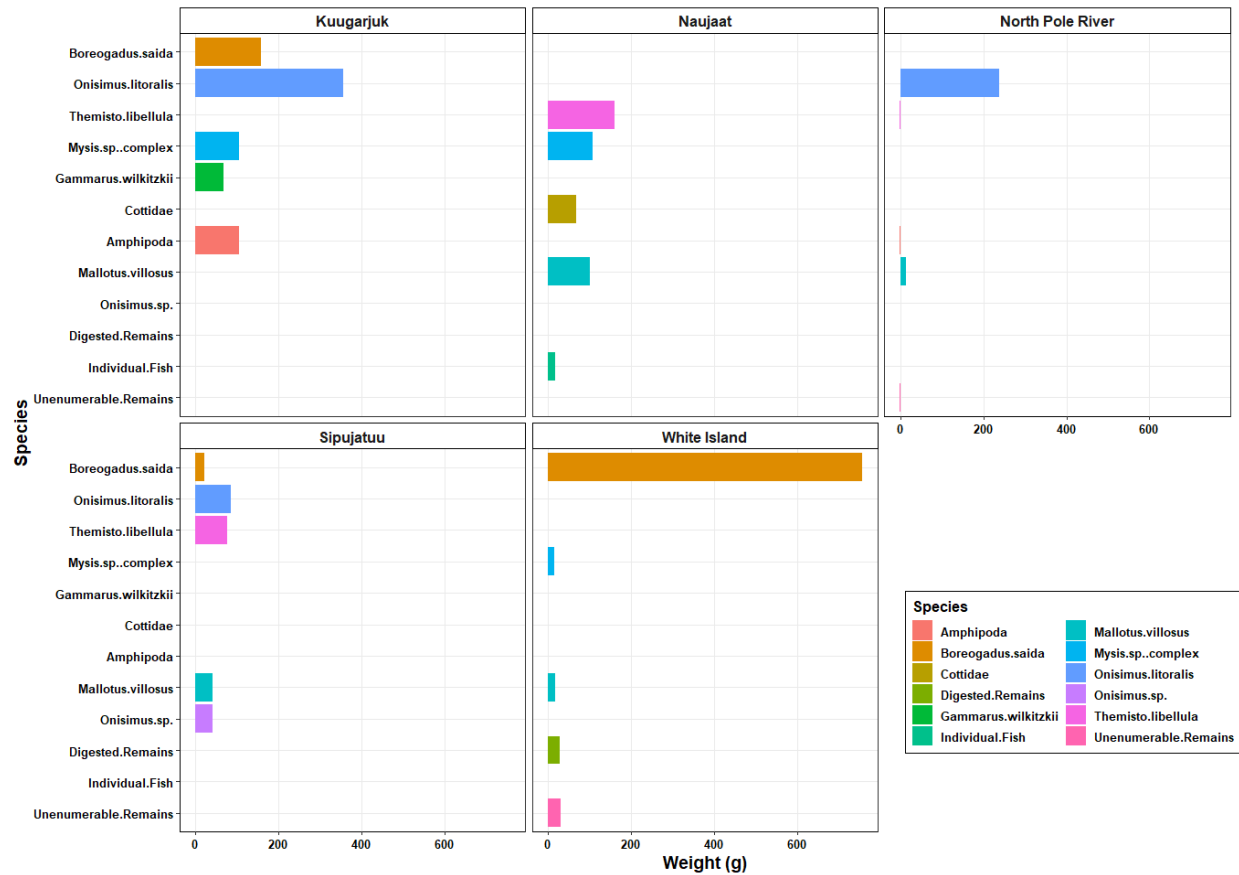 Kuugarjuk
Naujaat
North Pole River
Boreogadus.saida
Onisimus.litoralis
Themisto.libellula
Mysis.sp..complex
Gammarus.wilkitzkii
Cottidae
Amphipoda
Mallotus.villosus
Onisimus.sp.
Digested.Remains
Individual.Fish
Unenumerable.Remains
0 200 400 600
Sipujatuu
White Island
Boreogadus.saida
Onisimus.litoralis
Themisto.libellula
Mysis.sp..complex
Gammarus.wilkitzkii
Cottidae
Amphipoda
Mallotus.villosus
Onisimus.sp.
Digested.Remains
Individual.Fish
Unenumerable.Remains
0 200 400 600
0 200 400 600
Species
Weight (g)
Species
Amphipoda
Boreogadus.saida
Cottidae
Digested.Remains
Gammarus.wilkitzkii
Individual.Fish
Mallotus.villosus
Mysis.sp..complex
Onisimus.litoralis
Onisimus.sp.
Themisto.libellula
Unenumerable.Remains